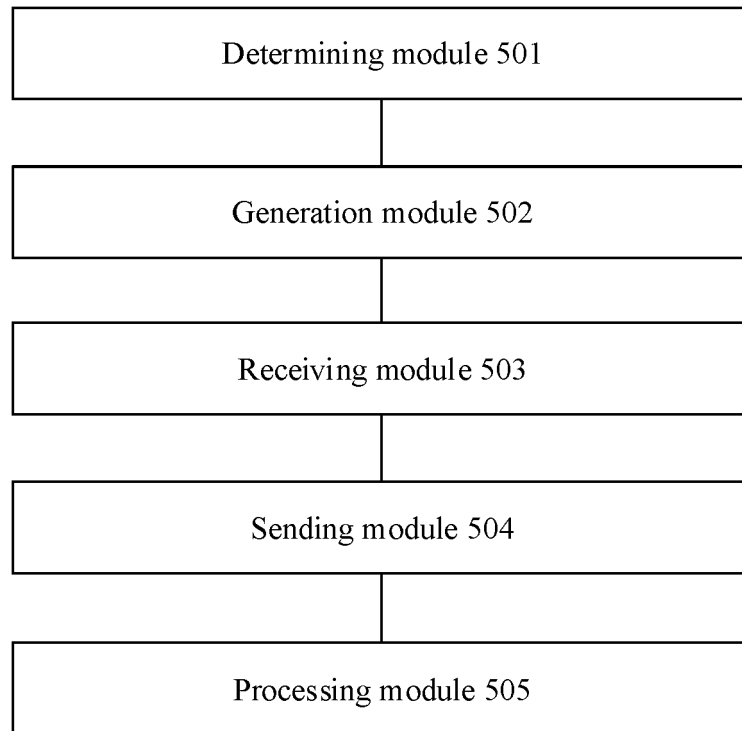 Determining module 501
Generation module 502
Receiving module 503
Sending module 504
Processing module 505